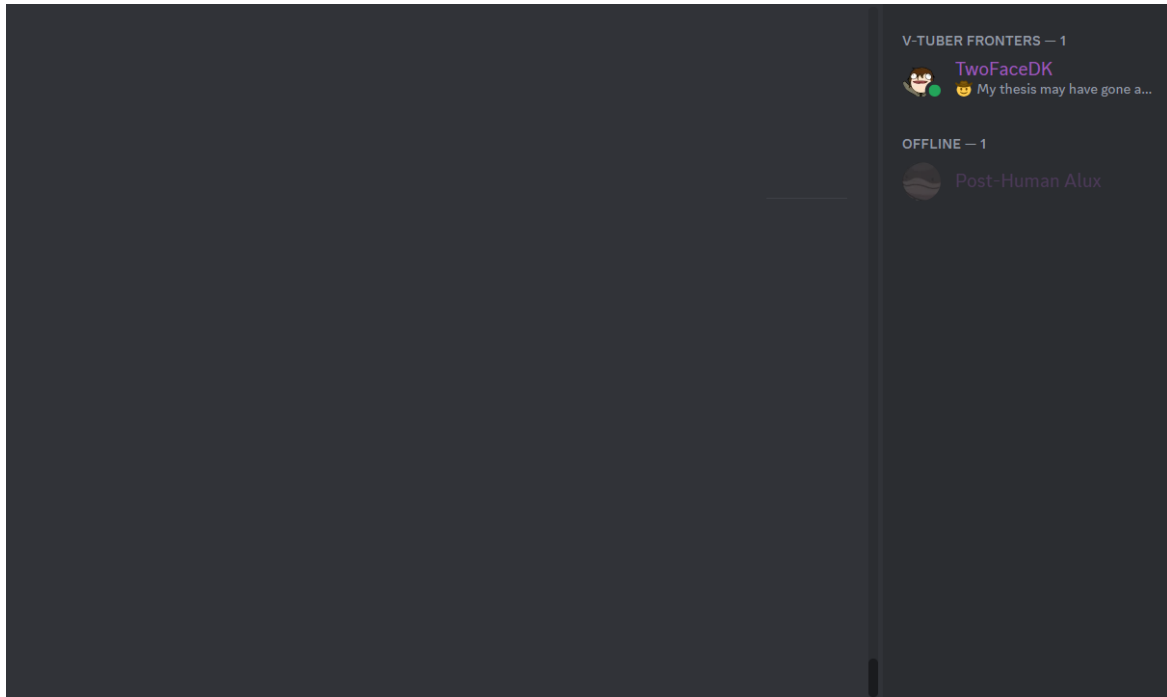 V-TUBER FRONTERS — 1
TwoFaceDK
🤠 My thesis may have gone a...
OFFLINE — 1
Post-Human Alux